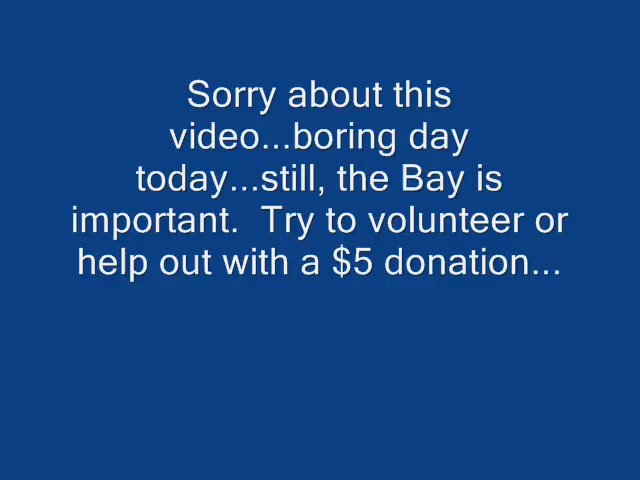 Sorry about this
video...boring day
today...still, the Bay is
important.  Try to volunteer or
help out with a $5 donation...